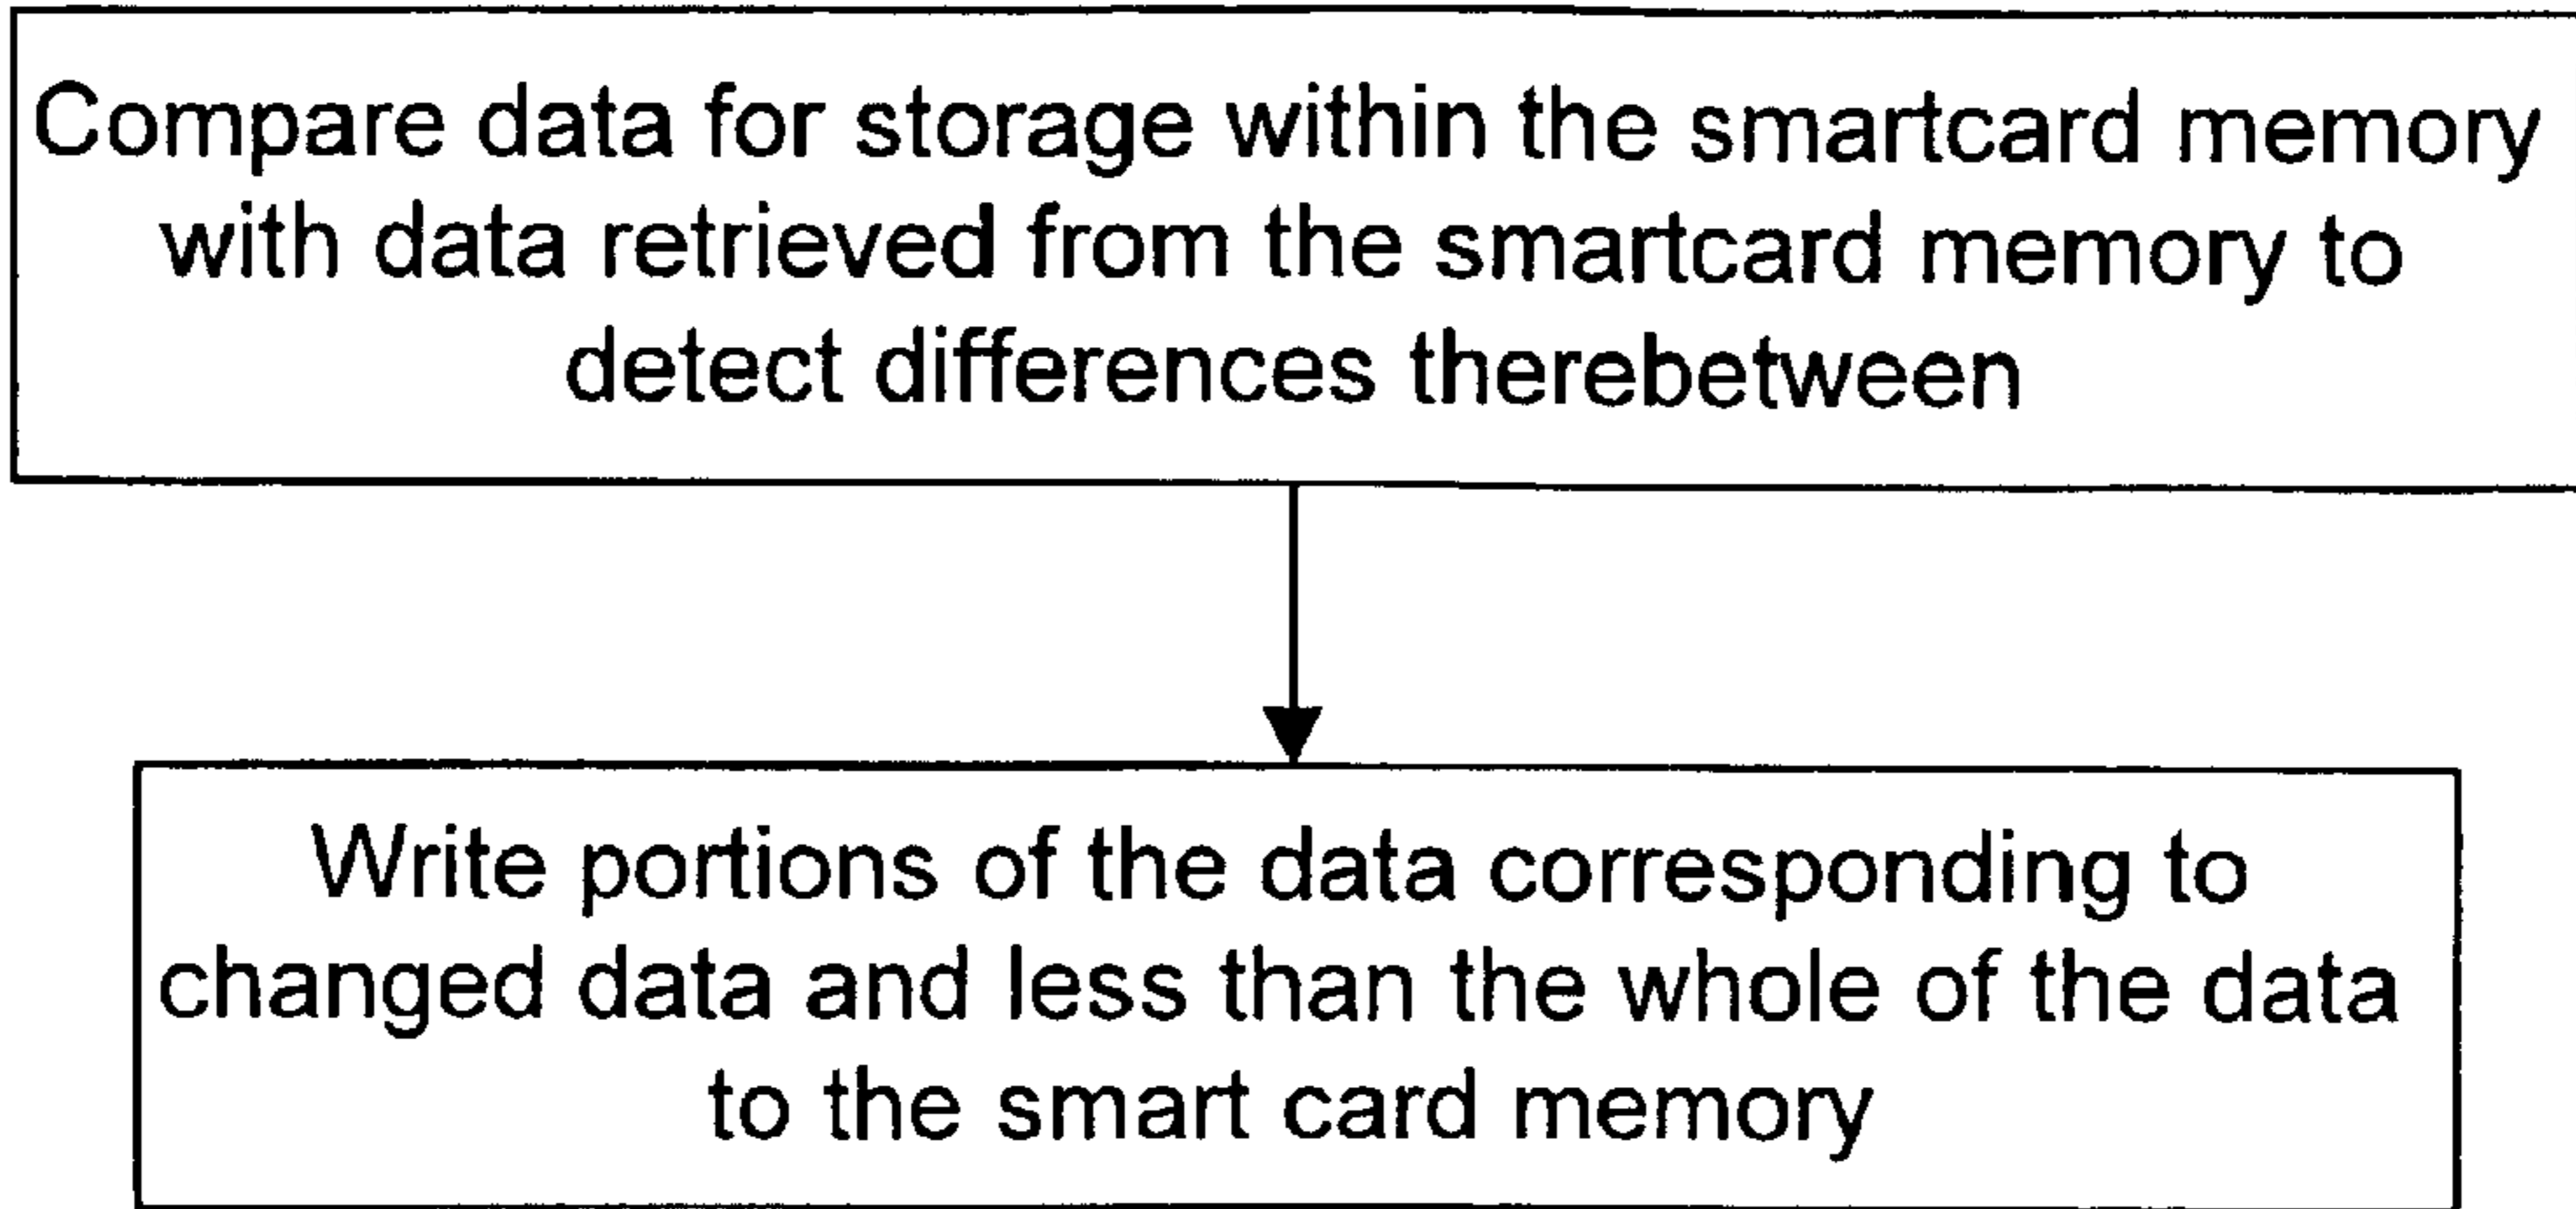 Compare data for storage within the smartcard memory
with data retrieved from the smartcard memory to
detect differences therebetween
Write portions of the data corresponding to
changed data and less than the whole of the data
to the smart card memory